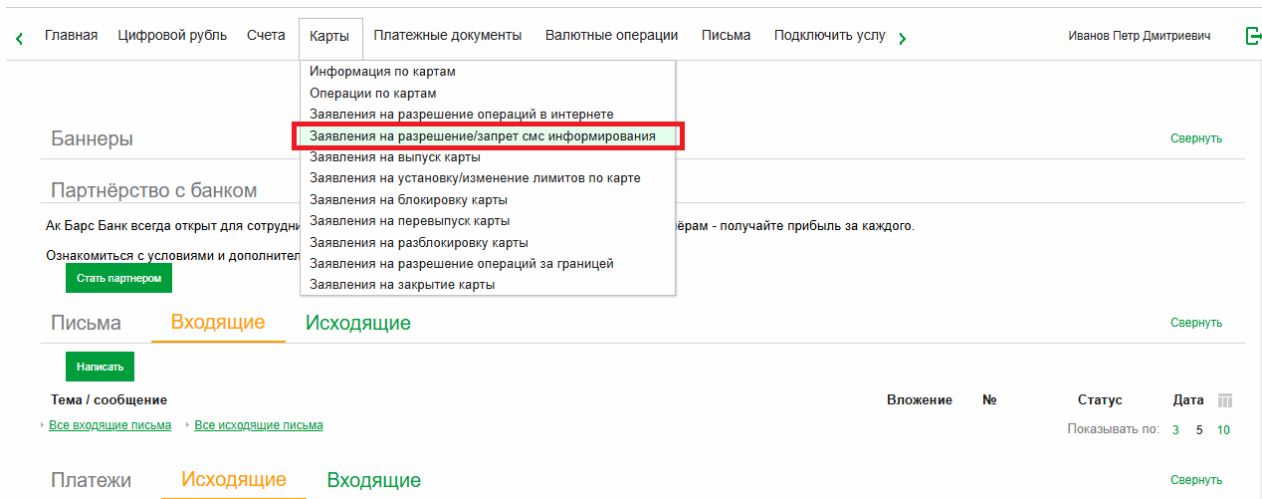 Главная Цифровой рубль Счета Карты Платежные документы Валютные операции Письма Подключить услу Иванов Петр Дмитриевич
Информация по картам
Операции по картам
Заявления на разрешение операций в интернете
Баннеры Заявления на разрешение/запрет смс информирования Свернуть
Заявления на выпуск карты
Партнёрство с банком Заявления на установку/изменение лимитов по карте
Заявления на блокировку карты
Ак Барс Банк всегда открыт для сотрудни Заявления на перевыпуск карты ёрам - получайте прибыль за каждого.
Заявления на разблокировку карты
Ознакомиться с условиями и дополнител Заявления на разрешение операций за границей
Стать партнером Заявления на закрытие карты
Письма Входящие Исходящие Свернуть
Написать
Тема / сообщение Вложение № Статус Дата
Все входящие письма Все исходящие письма Показывать по: 3 5 10
Платежи Исходящие Входящие Свернуть